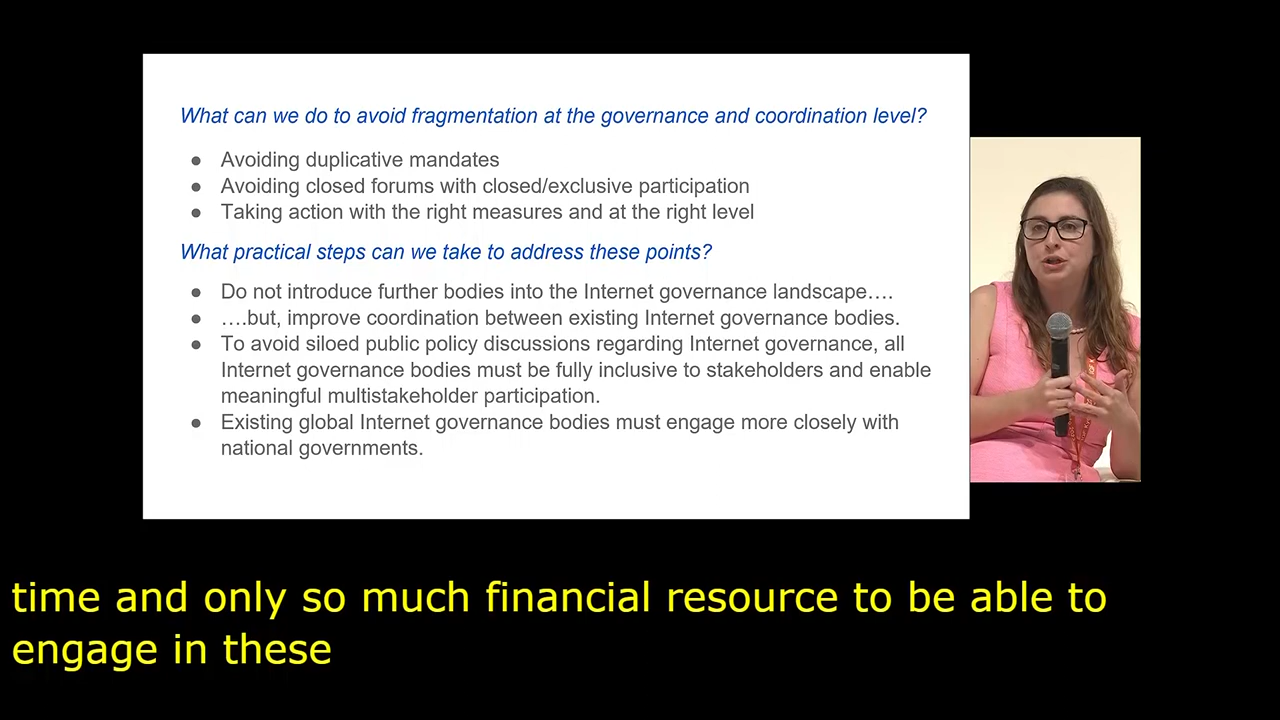 What can we do to avoid fragmentation at the governance and coordination level?
● Avoiding duplicative mandates
● Avoiding closed forums with closed/exclusive participation
● Taking action with the right measures and at the right level
What practical steps can we take to address these points?
● Do not introduce further bodies into the Internet governance landscape….
● ….but, improve coordination between existing Internet governance bodies.
● To avoid siloed public policy discussions regarding Internet governance, all
Internet governance bodies must be fully inclusive to stakeholders and enable
meaningful multistakeholder participation.
● Existing global Internet governance bodies must engage more closely with
national governments.
time and only so much financial resource to be able to
engage in these